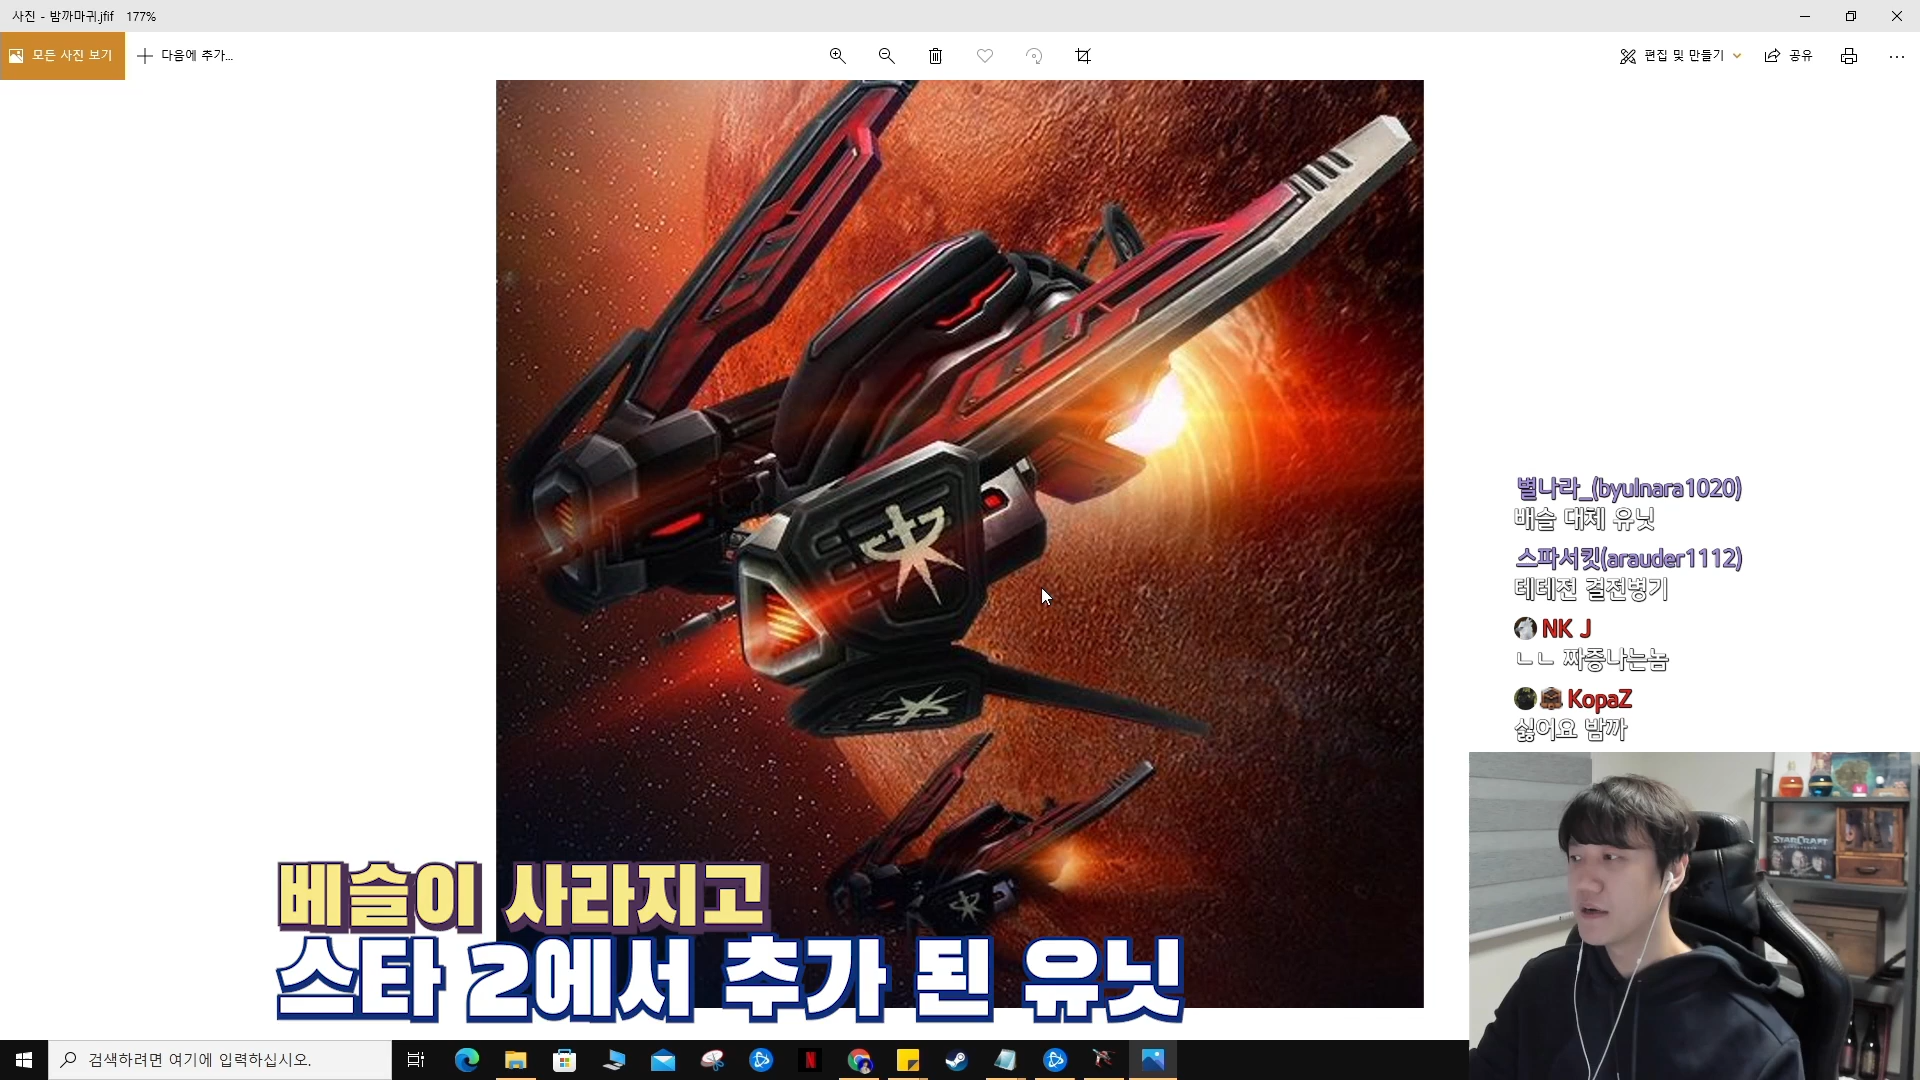 사진 - 밤까마귀.jfif 177%
모든 사진 보기
다음에 추가...
편집 및 만들기
공유
별나라_(byulnara1020)
배슬 대체 유닛
스파서킷(arauder1112)
테테전 결전병기
NK J
ㄴㄴ 짜증나는놈
KopaZ
싫어요 밤까
STARCRAFT
베슬이 사라지고
스타 2에서 추가 된 유닛
검색하려면 여기에 입력하십시오.